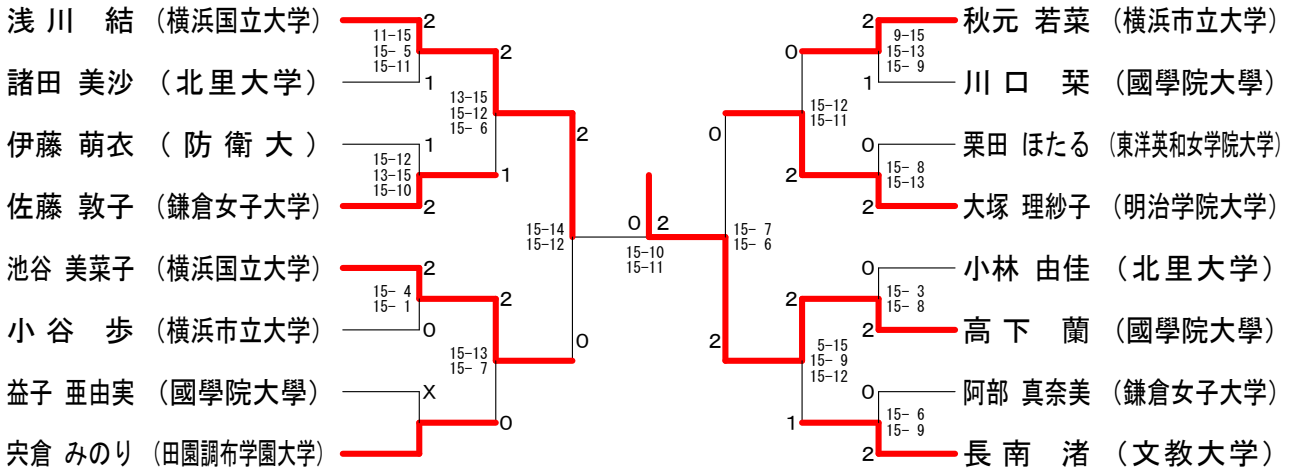 浅川 結 (横浜国立大学) 2
11-15
15- 5
15-11
2
諸田 美沙 (北里大学) 1
13-15
15-12
15- 6
2
伊藤 萌衣 (防衛大) 1
15-12
13-15
15-10
1
佐藤 敦子 (鎌倉女子大学) 2
15-14
15-12
池谷 美菜子 (横浜国立大学) 2
15- 4
15- 1
2
小谷 歩 (横浜市立大学) 0
15-13
15- 7
0
益子 亜由実 (國學院大學) X
0
宍倉 みのり (田園調布学園大学)
0 2
15-10
15-11
2 秋元 若菜 (横浜市立大学)
0
9-15
15-13
15- 9
1 川口 栞 (國學院大學)
0
15-12
15-11
0 栗田 ほたる (東洋英和女学院大学)
2
15- 8
15-13
2 大塚 理紗子 (明治学院大学)
15- 7
15- 6
0 小林 由佳 (北里大学)
2
15- 3
15- 8
2 高下 蘭 (國學院大學)
2
5-15
15- 9
15-12
0 阿部 真奈美 (鎌倉女子大学)
1
15- 6
15- 9
2 長南 渚 (文教大学)